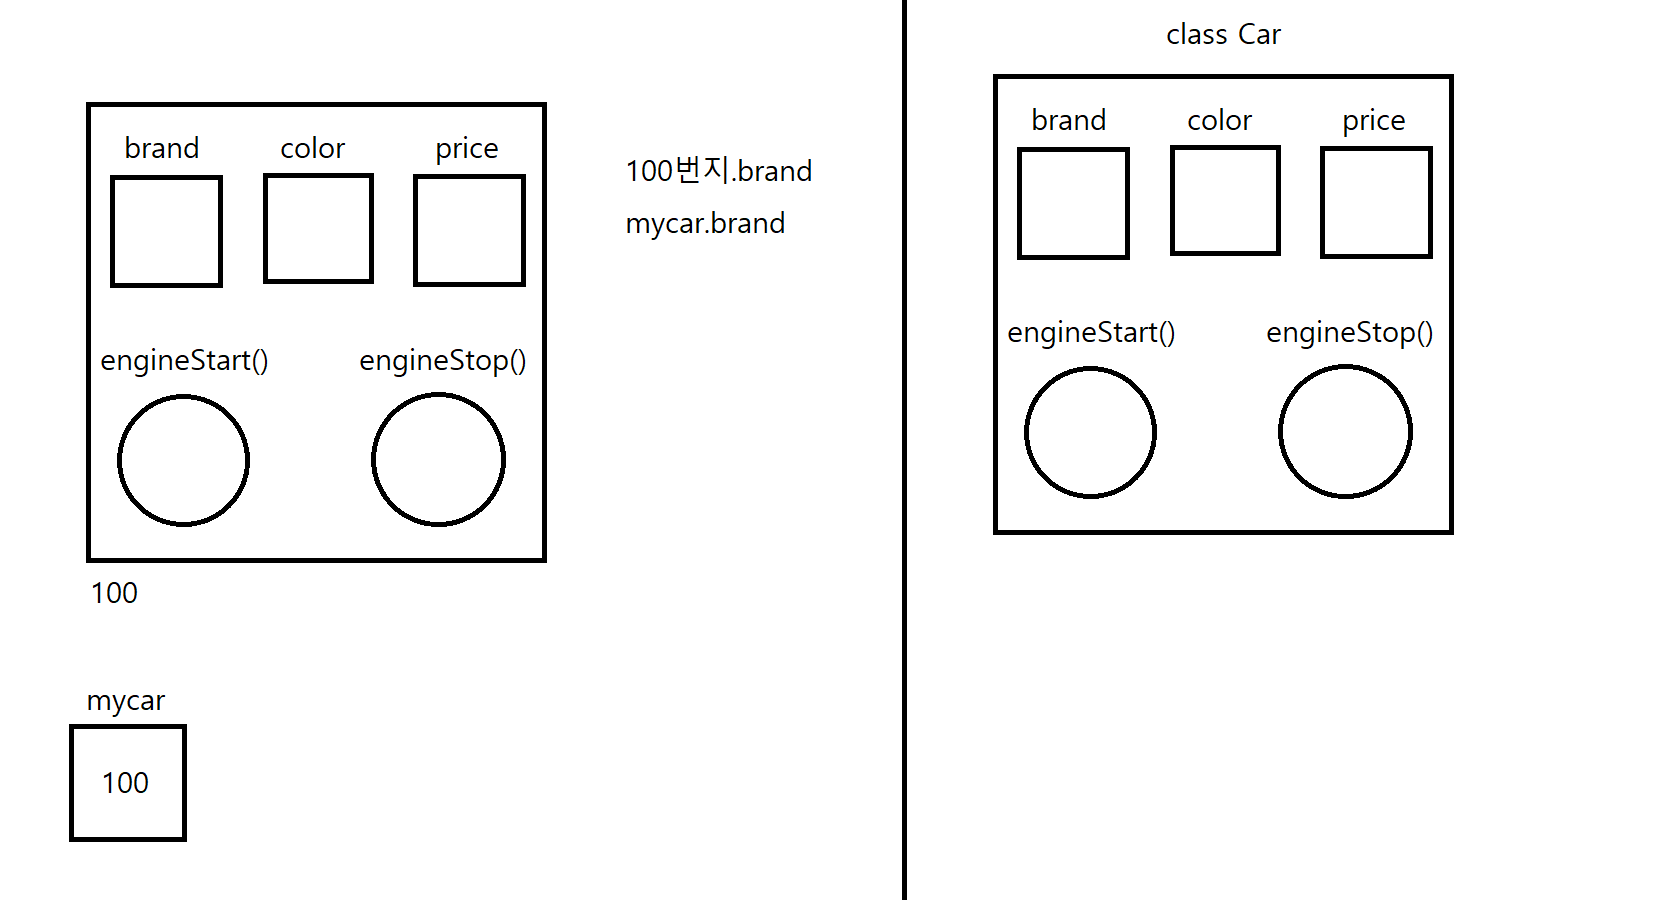 brand color price
engineStart() engineStop()
100
mycar
100
100번지.brand
mycar.brand
class Car
brand color price
engineStart() engineStop()